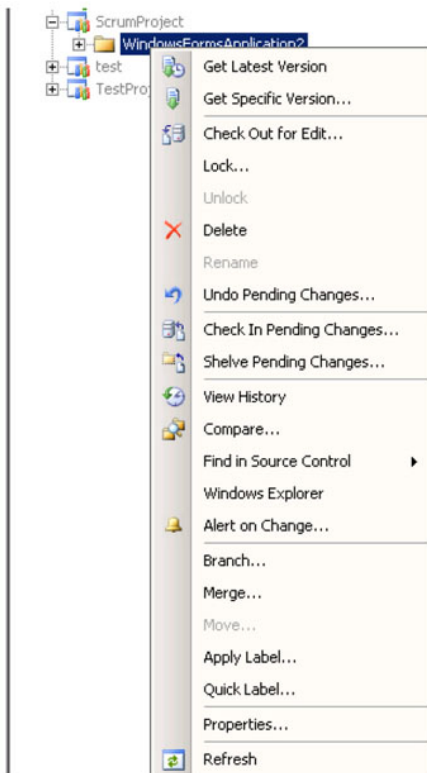 ScrumProject
WindowsFormsApplication2
test
TestProj
Get Latest Version
Get Specific Version...
Check Out for Edit...
Lock...
Unlock
Delete
Rename
Undo Pending Changes...
Check In Pending Changes...
Shelve Pending Changes...
View History
Compare...
Find in Source Control
Windows Explorer
Alert on Change...
Branch...
Merge...
Move...
Apply Label...
Quick Label...
Properties...
Refresh